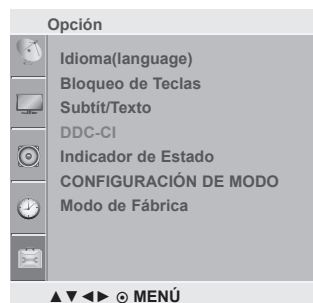 Opción
Idioma(language)
Bloqueo de Teclas
Subtít/Texto
DDC-CI
Indicador de Estado
CONFIGURACIÓN DE MODO
Modo de Fábrica
▲▼◄► ⊙ MENÚ